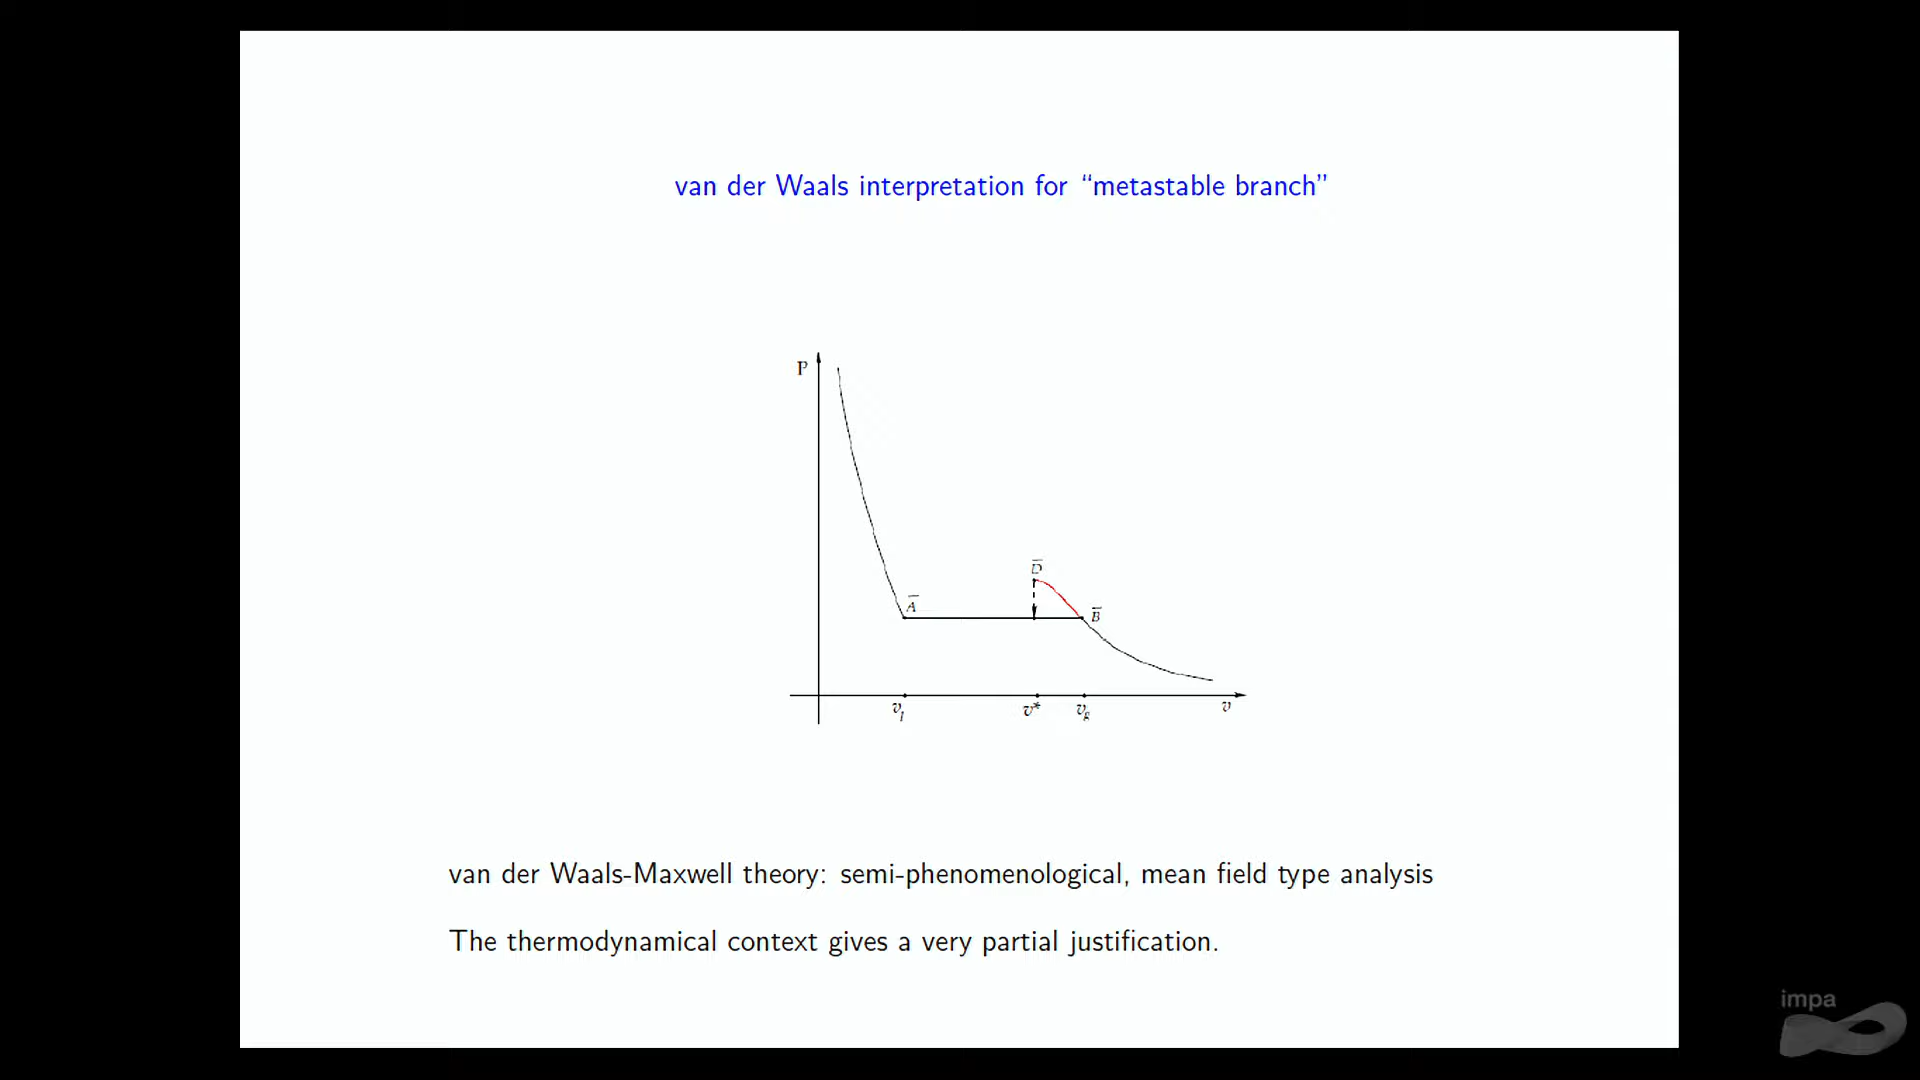 van der Waals interpretation for “metastable branch”
P
D̅
A̅
B̅
v_l v* v_g v
van der Waals-Maxwell theory: semi-phenomenological, mean field type analysis
The thermodynamical context gives a very partial justification.
impa